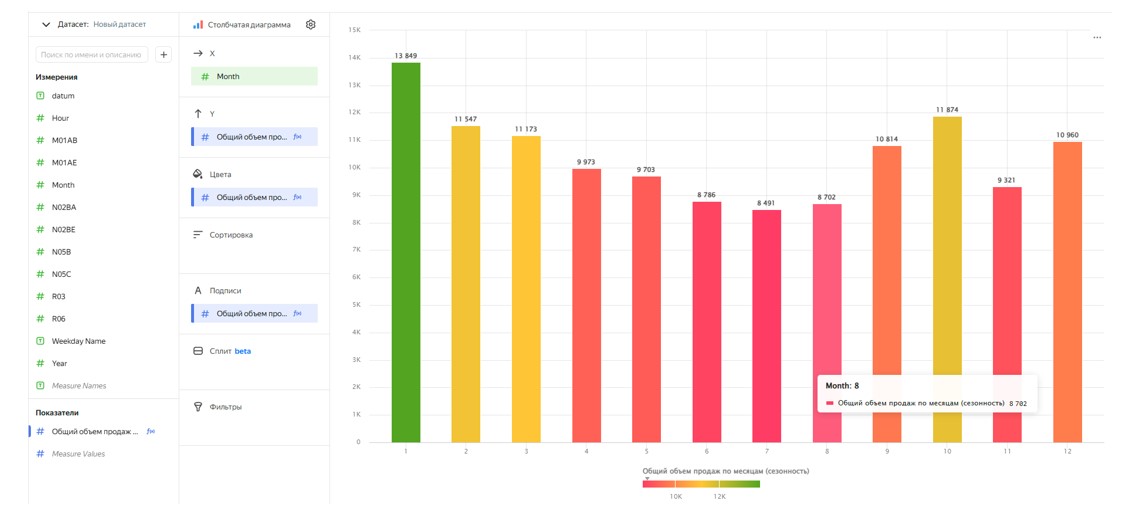 Датасет: Новый датасет
Поиск по имени и описанию
+
Измерения
datum
Hour
M01AB
M01AE
Month
N02BA
N02BE
N05B
N05C
R03
R06
Weekday Name
Year
Measure Names
Показатели
Общий объем продаж ...
Measure Values
Столбчатая диаграмма
X
Month
Y
Общий объем про...
Цвета
Общий объем про...
Сортировка
Подписи
Общий объем про...
Сплит beta
Фильтры
15K
14K
13K
12K
11K
10K
9K
8K
7K
6K
5K
4K
3K
2K
1K
0
13 849
11 547
11 173
9 973
9 703
8 786
8 491
8 702
10 814
11 874
9 321
10 960
Month: 8
Общий объем продаж по месяцам (сезонность) 8 702
1 2 3 4 5 6 7 8 9 10 11 12
Общий объем продаж по месяцам (сезонность)
10K 12K